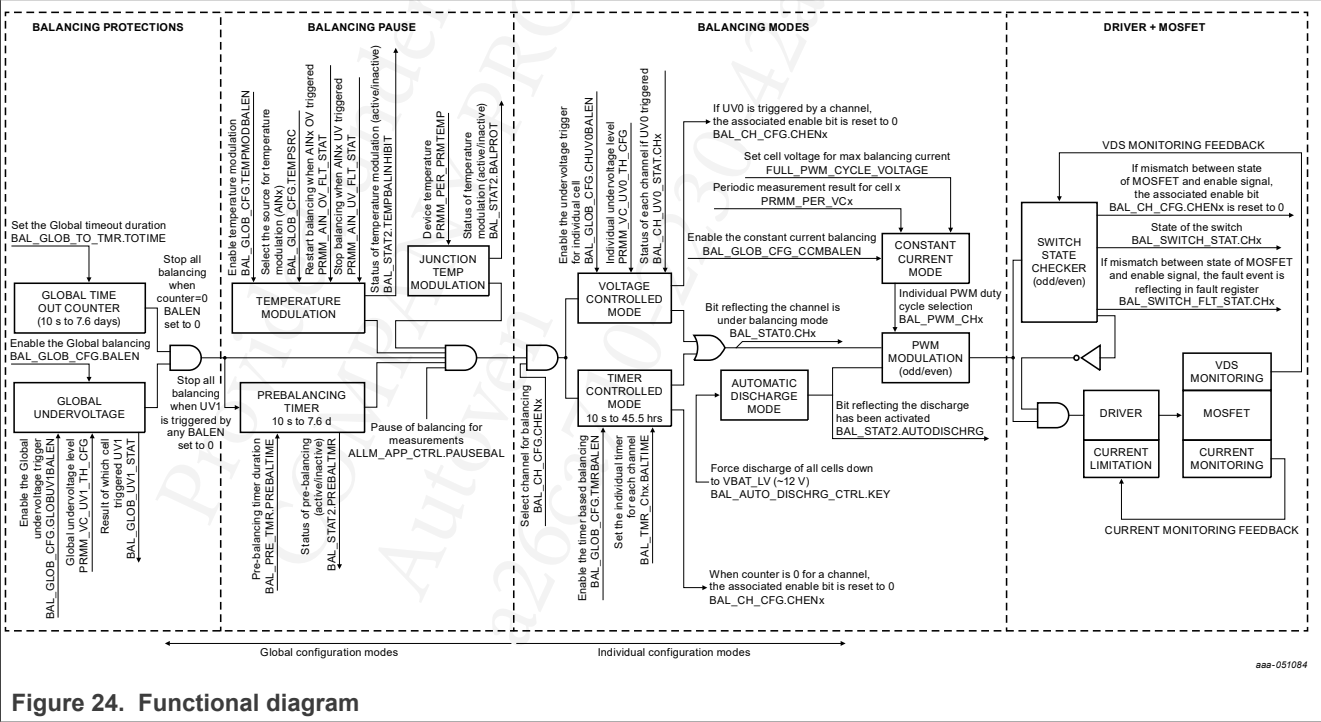 BALANCING PROTECTIONS
BALANCING PAUSE
BALANCING MODES
DRIVER + MOSFET
Set the Global timeout duration
BAL_GLOB_TO_TMR.TOTIME
GLOBAL TIME
OUT COUNTER
(10 s to 7.6 days)
Stop all
balancing
when
counter=0
BALEN
set to 0
Enable the Global balancing
BAL_GLOB_CFG.BALEN
GLOBAL
UNDERVOLTAGE
Stop all
balancing
when UV1
is triggered by
any BALEN
set to 0
Enable the Global
undervoltage trigger
BAL_GLOB_CFG.GLOBUV1BALEN
Global undervoltage level
PRMM_VC_UV1_TH_CFG
Result of which cell
triggered UV1
BAL_GLOB_UV1_STAT
Enable temperature modulation
BAL_GLOB_CFG.TEMPMODBALEN
Select the source for temperature
modulation (AINx)
BAL_GLOB_CFG.TEMPSRC
Restart balancing when AINx OV triggered
PRMM_AIN_OV_FLT_STAT
Stop balancing when AINx UV triggered
PRMM_AIN_UV_FLT_STAT
Status of temperature modulation (active/inactive)
BAL_STAT2.TEMPBALINHIBIT
Device temperature
PRMM_PER_PRMTEMP
Status of temperature
modulation (active/inactive)
BAL_STAT2.BALPROT
TEMPERATURE
MODULATION
JUNCTION
TEMP
MODULATION
PREBALANCING
TIMER
10 s to 7.6 d
Pre-balancing timer duration
BAL_PRE_TMR.PREBALTIME
Status of pre-balancing
(active/inactive)
BAL_STAT2.PREBALTMR
Pause of balancing for
measurements
ALLM_APP_CTRL.PAUSEBAL
Select channel for balancing
BAL_CH_CFG.CHENx
Enable the undervoltage trigger
for individual cell
BAL_GLOB_CFG.CHUV0BALEN
Individual undervoltage level
PRMM_VC_UV0_TH_CFG
Status of each channel if UV0 triggered
BAL_CH_UV0_STAT.CHx
If UV0 is triggered by a channel,
the associated enable bit is reset to 0
BAL_CH_CFG.CHENx
Set cell voltage for max balancing current
FULL_PWM_CYCLE_VOLTAGE
Periodic measurement result for cell x
PRMM_PER_VCx
Enable the constant current balancing
BAL_GLOB_CFG_CCMBALEN
VOLTAGE
CONTROLLED
MODE
CONSTANT
CURRENT
MODE
Individual PWM duty
cycle selection
BAL_PWM_CHx
Bit reflecting the channel is
under balancing mode
BAL_STAT0.CHx
PWM
MODULATION
(odd/even)
TIMER
CONTROLLED
MODE
10 s to 45.5 hrs
AUTOMATIC
DISCHARGE
MODE
Bit reflecting the discharge
has been activated
BAL_STAT2.AUTODISCHRG
Enable the timer based balancing
BAL_GLOB_CFG.TMRBALEN
Set the individual timer
for each channel
BAL_TMR_Chx.BALTIME
Force discharge of all cells down
to VBAT_LV (~12 V)
BAL_AUTO_DISCHRG_CTRL.KEY
When counter is 0 for a channel,
the associated enable bit is reset to 0
BAL_CH_CFG.CHENx
VDS MONITORING FEEDBACK
If mismatch between state
of MOSFET and enable signal,
the associated enable bit
BAL_CH_CFG.CHENx is reset to 0
SWITCH
STATE
CHECKER
(odd/even)
State of the switch
BAL_SWITCH_STAT.CHx
If mismatch between state of MOSFET
and enable signal, the fault event is
reflecting in fault register
BAL_SWITCH_FLT_STAT.CHx
VDS
MONITORING
DRIVER
MOSFET
CURRENT
LIMITATION
CURRENT
MONITORING
CURRENT MONITORING FEEDBACK
Global configuration modes
Individual configuration modes
aaa-051084
Figure 24. Functional diagram